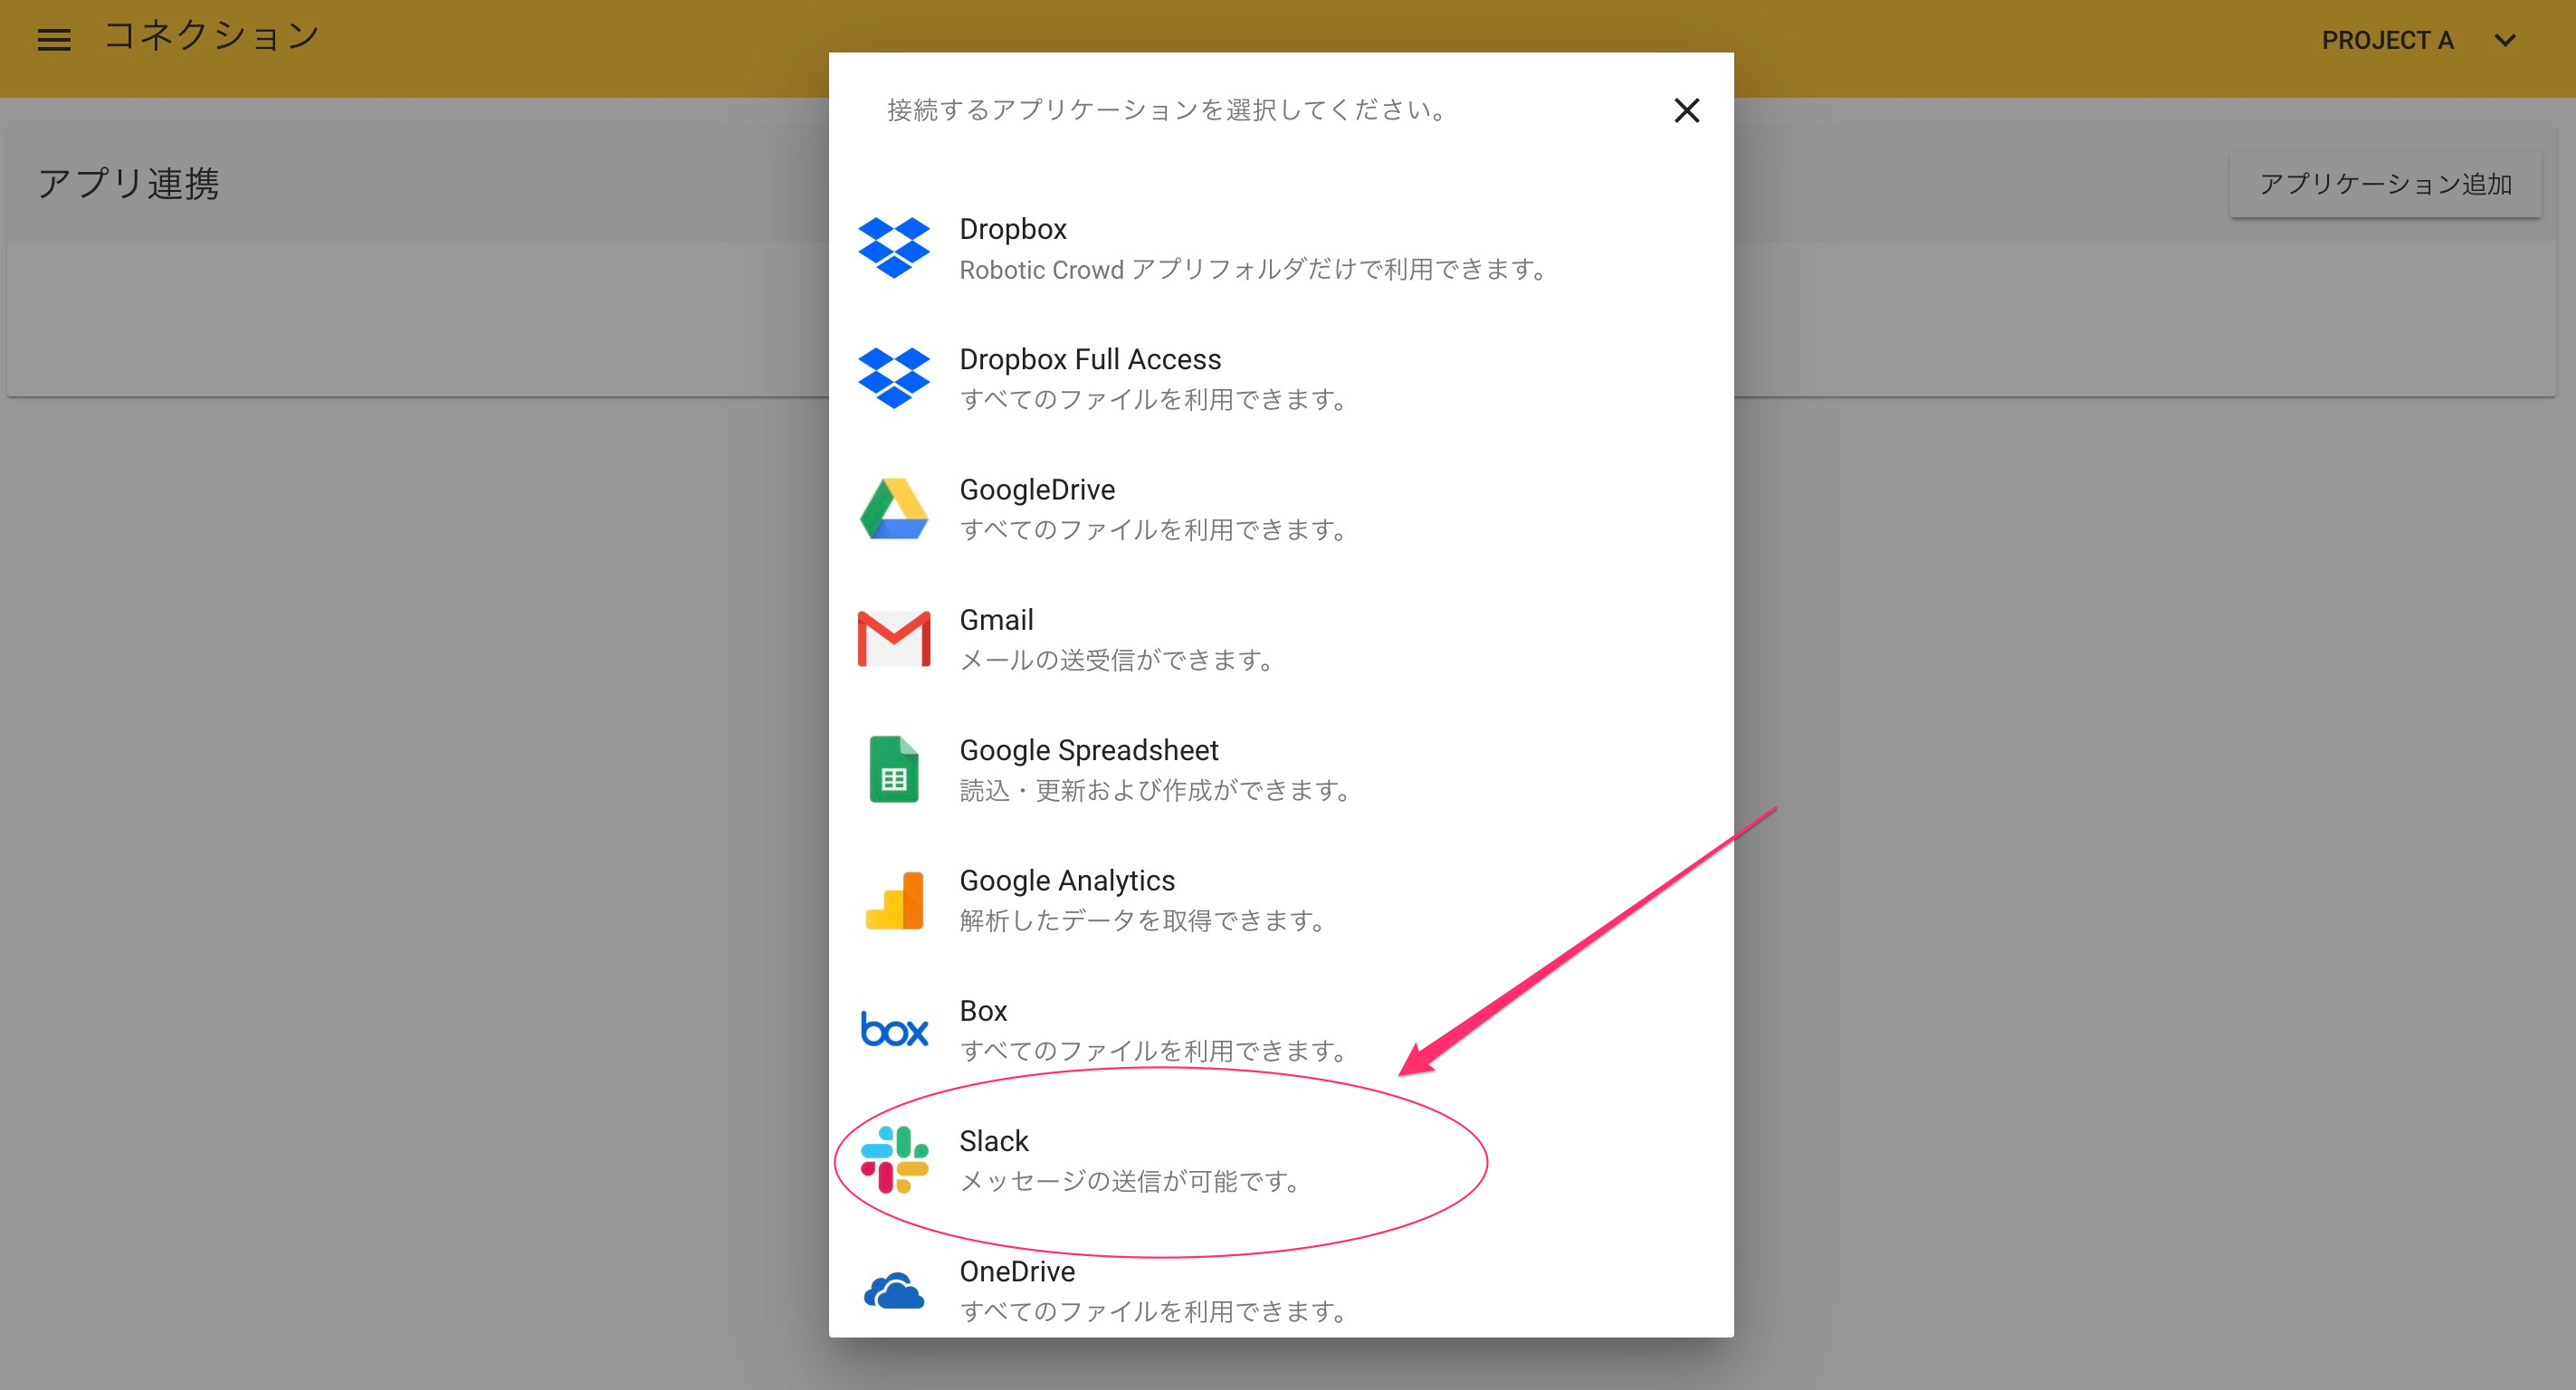 コネクション
PROJECT A
接続するアプリケーションを選択してください。
アプリ連携
アプリケーション追加
Dropbox
Robotic Crowd アプリフォルダだけで利用できます。
Dropbox Full Access
すべてのファイルを利用できます。
GoogleDrive
すべてのファイルを利用できます。
Gmail
メールの送受信ができます。
Google Spreadsheet
読込・更新および作成ができます。
Google Analytics
解析したデータを取得できます。
box
Box
すべてのファイルを利用できます。
Slack
メッセージの送信が可能です。
OneDrive
すべてのファイルを利用できます。